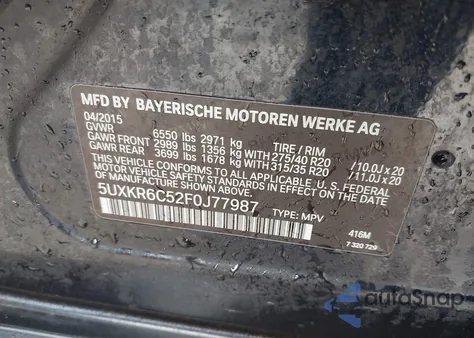 MFD BY BAYERISCHE MOTOREN WERKE AG
04/2015
GVWR 6550 lbs 2971 kg TIRE / RIM
GAWR FRONT 2989 lbs 1356 kg WITH 275/40 R20 /10.0J x 20
GAWR REAR 3699 lbs 1678 kg WITH 315/35 R20 /11.0J x 20
THIS VEHICLE CONFORMS TO ALL APPLICABLE U.S. FEDERAL
MOTOR VEHICLE SAFETY STANDARDS IN EFFECT ON THE
DATE OF MANUFACTURE SHOWN ABOVE.
5UXKR6C52F0J77987 TYPE: MPV
416M
7 320 729
autoSnap